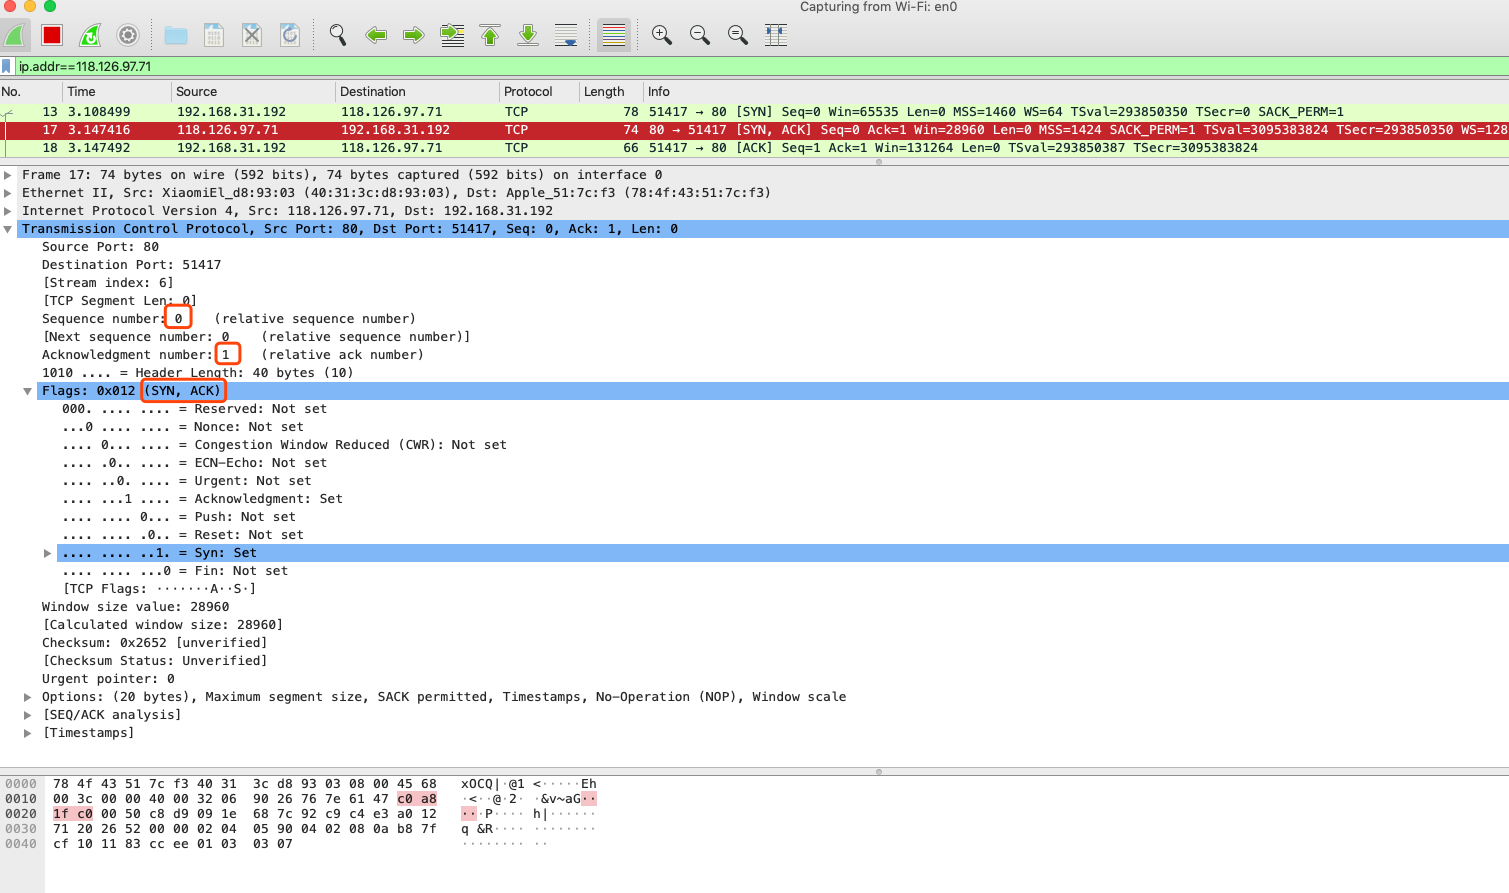 Capturing from Wi-Fi: en0
ip.addr==118.126.97.71
No. Time Source Destination Protocol Length Info
13 3.108499 192.168.31.192 118.126.97.71 TCP 78 51417 → 80 [SYN] Seq=0 Win=65535 Len=0 MSS=1460 WS=64 TSval=293850350 TSecr=0 SACK_PERM=1
17 3.147416 118.126.97.71 192.168.31.192 TCP 74 80 → 51417 [SYN, ACK] Seq=0 Ack=1 Win=28960 Len=0 MSS=1424 SACK_PERM=1 TSval=3095383824 TSecr=293850350 WS=128
18 3.147492 192.168.31.192 118.126.97.71 TCP 66 51417 → 80 [ACK] Seq=1 Ack=1 Win=131264 Len=0 TSval=293850387 TSecr=3095383824
Frame 17: 74 bytes on wire (592 bits), 74 bytes captured (592 bits) on interface 0
Ethernet II, Src: XiaomiEl_d8:93:03 (40:31:3c:d8:93:03), Dst: Apple_51:7c:f3 (78:4f:43:51:7c:f3)
Internet Protocol Version 4, Src: 118.126.97.71, Dst: 192.168.31.192
Transmission Control Protocol, Src Port: 80, Dst Port: 51417, Seq: 0, Ack: 1, Len: 0
Source Port: 80
Destination Port: 51417
[Stream index: 6]
[TCP Segment Len: 0]
Sequence number: 0 (relative sequence number)
[Next sequence number: 0 (relative sequence number)]
Acknowledgment number: 1 (relative ack number)
1010 .... = Header Length: 40 bytes (10)
Flags: 0x012 (SYN, ACK)
000. .... .... = Reserved: Not set
...0 .... .... = Nonce: Not set
.... 0... .... = Congestion Window Reduced (CWR): Not set
.... .0.. .... = ECN-Echo: Not set
.... ..0. .... = Urgent: Not set
.... ...1 .... = Acknowledgment: Set
.... .... 0... = Push: Not set
.... .... .0.. = Reset: Not set
.... .... ..1. = Syn: Set
.... .... ...0 = Fin: Not set
[TCP Flags: ·······A··S·]
Window size value: 28960
[Calculated window size: 28960]
Checksum: 0x2652 [unverified]
[Checksum Status: Unverified]
Urgent pointer: 0
Options: (20 bytes), Maximum segment size, SACK permitted, Timestamps, No-Operation (NOP), Window scale
[SEQ/ACK analysis]
[Timestamps]
0000 78 4f 43 51 7c f3 40 31 3c d8 93 03 08 00 45 68 xOCQ|·@1 <·····Eh
0010 00 3c 00 00 40 00 32 06 90 26 76 7e 61 47 c0 a8 ·<··@·2· ·&v~aG··
0020 1f c0 00 50 c8 d9 09 1e 68 7c 92 c9 c4 e3 a0 12 ···P···· h|······
0030 71 20 26 52 00 00 02 04 05 90 04 02 08 0a b8 7f q &R···· ········
0040 cf 10 11 83 cc ee 01 03 03 07 ········ ··